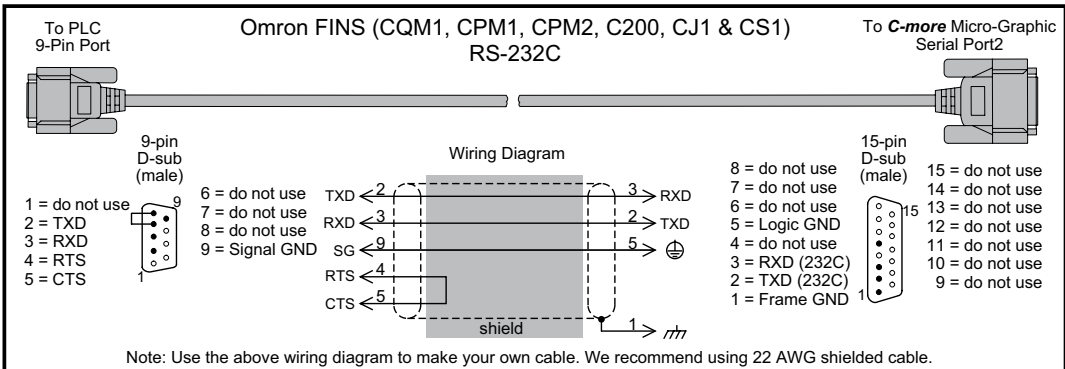 To PLC
9-Pin Port
Omron FINS (CQM1, CPM1, CPM2, C200, CJ1 & CS1)
RS-232C
To C-more Micro-Graphic
Serial Port2
9-pin
D-sub
(male)
1 = do not use
2 = TXD
3 = RXD
4 = RTS
5 = CTS
9
1
6 = do not use
7 = do not use
8 = do not use
9 = Signal GND
Wiring Diagram
TXD 2 3 RXD
RXD 3 2 TXD
SG 9 5
RTS 4
CTS 5
shield 1
8 = do not use
7 = do not use
6 = do not use
5 = Logic GND
4 = do not use
3 = RXD (232C)
2 = TXD (232C)
1 = Frame GND
15-pin
D-sub
(male)
15
1
15 = do not use
14 = do not use
13 = do not use
12 = do not use
11 = do not use
10 = do not use
9 = do not use
Note: Use the above wiring diagram to make your own cable. We recommend using 22 AWG shielded cable.